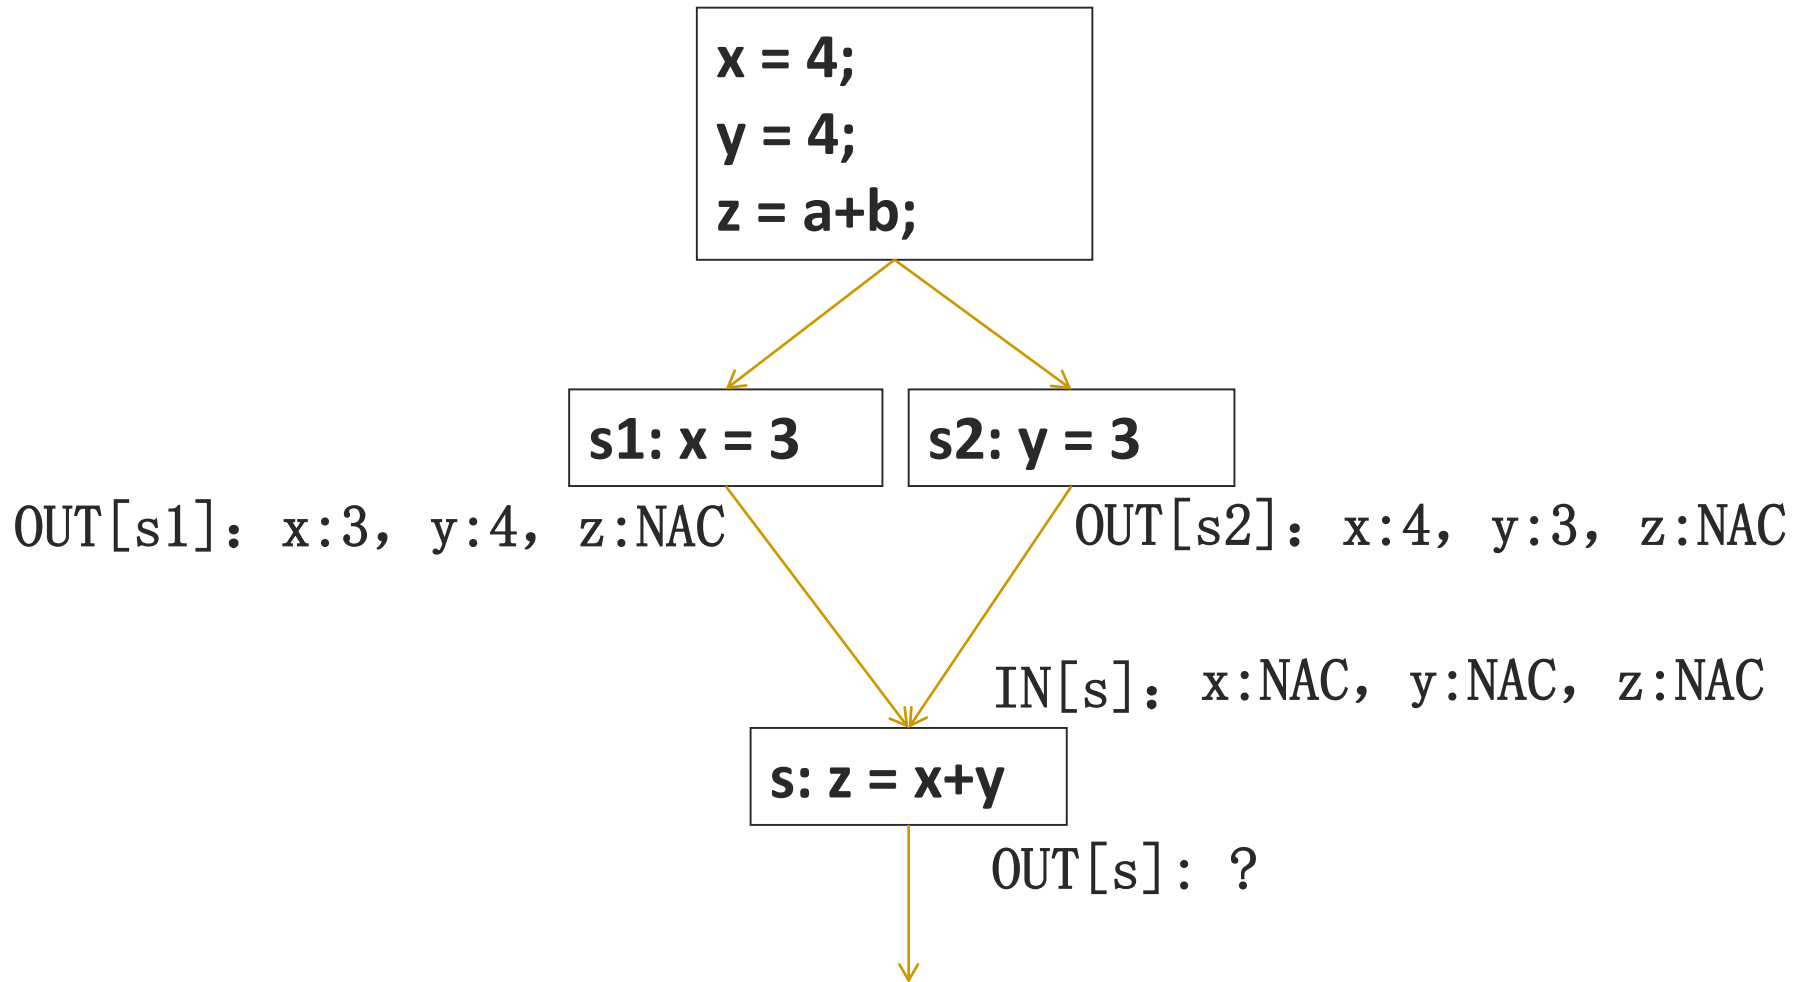 x = 4;
y = 4;
z = a+b;
s1: x = 3
s2: y = 3
OUT[s1]: x:3, y:4, z:NAC
OUT[s2]: x:4, y:3, z:NAC
IN[s]: x:NAC, y:NAC, z:NAC
s: z = x+y
OUT[s]: ?